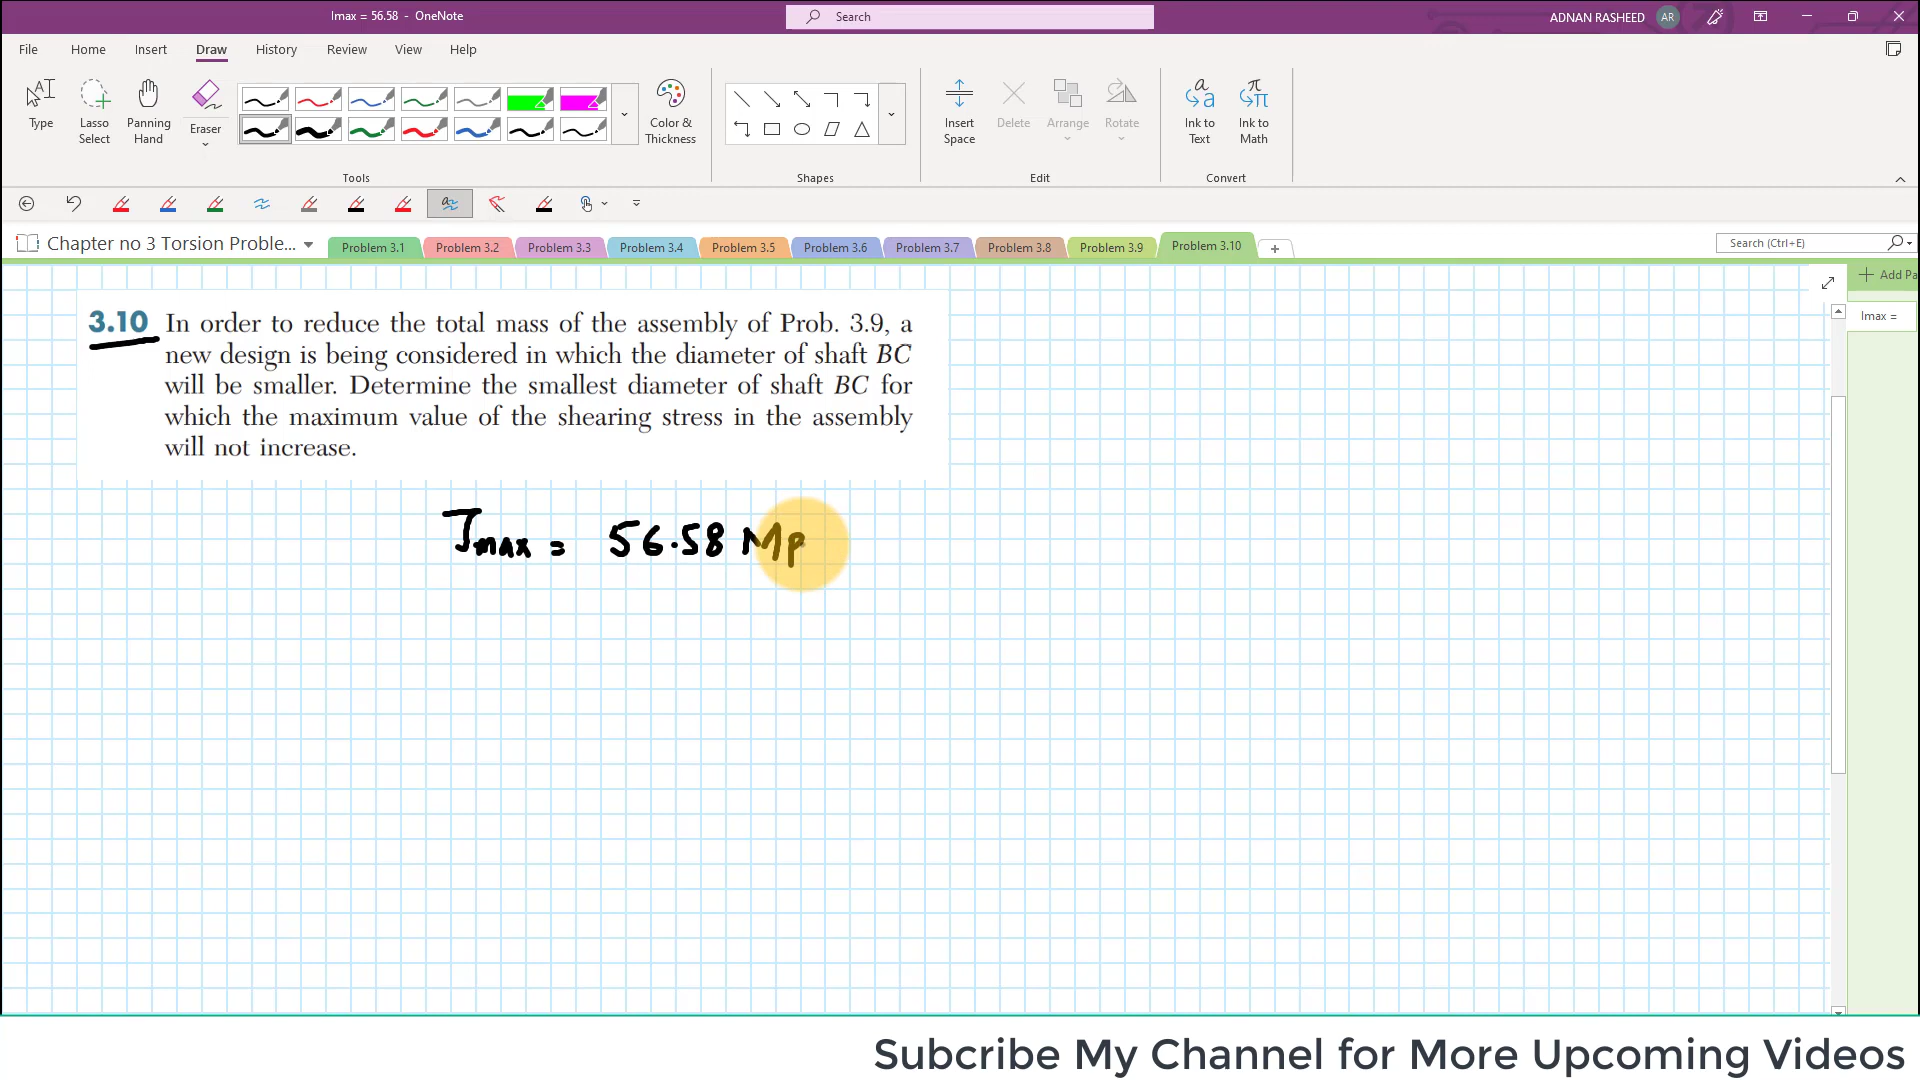 Imax = 56.58 - OneNote
Search
ADNAN RASHEED
AR
File Home Insert Draw History Review View Help
Type
Lasso Select
Panning Hand
Eraser
Color & Thickness
Insert Space
Delete
Arrange
Rotate
Ink to Text
Ink to Math
Tools
Shapes
Edit
Convert
Chapter no 3 Torsion Proble...
Problem 3.1 Problem 3.2 Problem 3.3 Problem 3.4 Problem 3.5 Problem 3.6 Problem 3.7 Problem 3.8 Problem 3.9 Problem 3.10
Search (Ctrl+E)
Add Pa
Imax =
3.10 In order to reduce the total mass of the assembly of Prob. 3.9, a
new design is being considered in which the diameter of shaft BC
will be smaller. Determine the smallest diameter of shaft BC for
which the maximum value of the shearing stress in the assembly
will not increase.
Tmax = 56.58 Mp
Subcribe My Channel for More Upcoming Videos